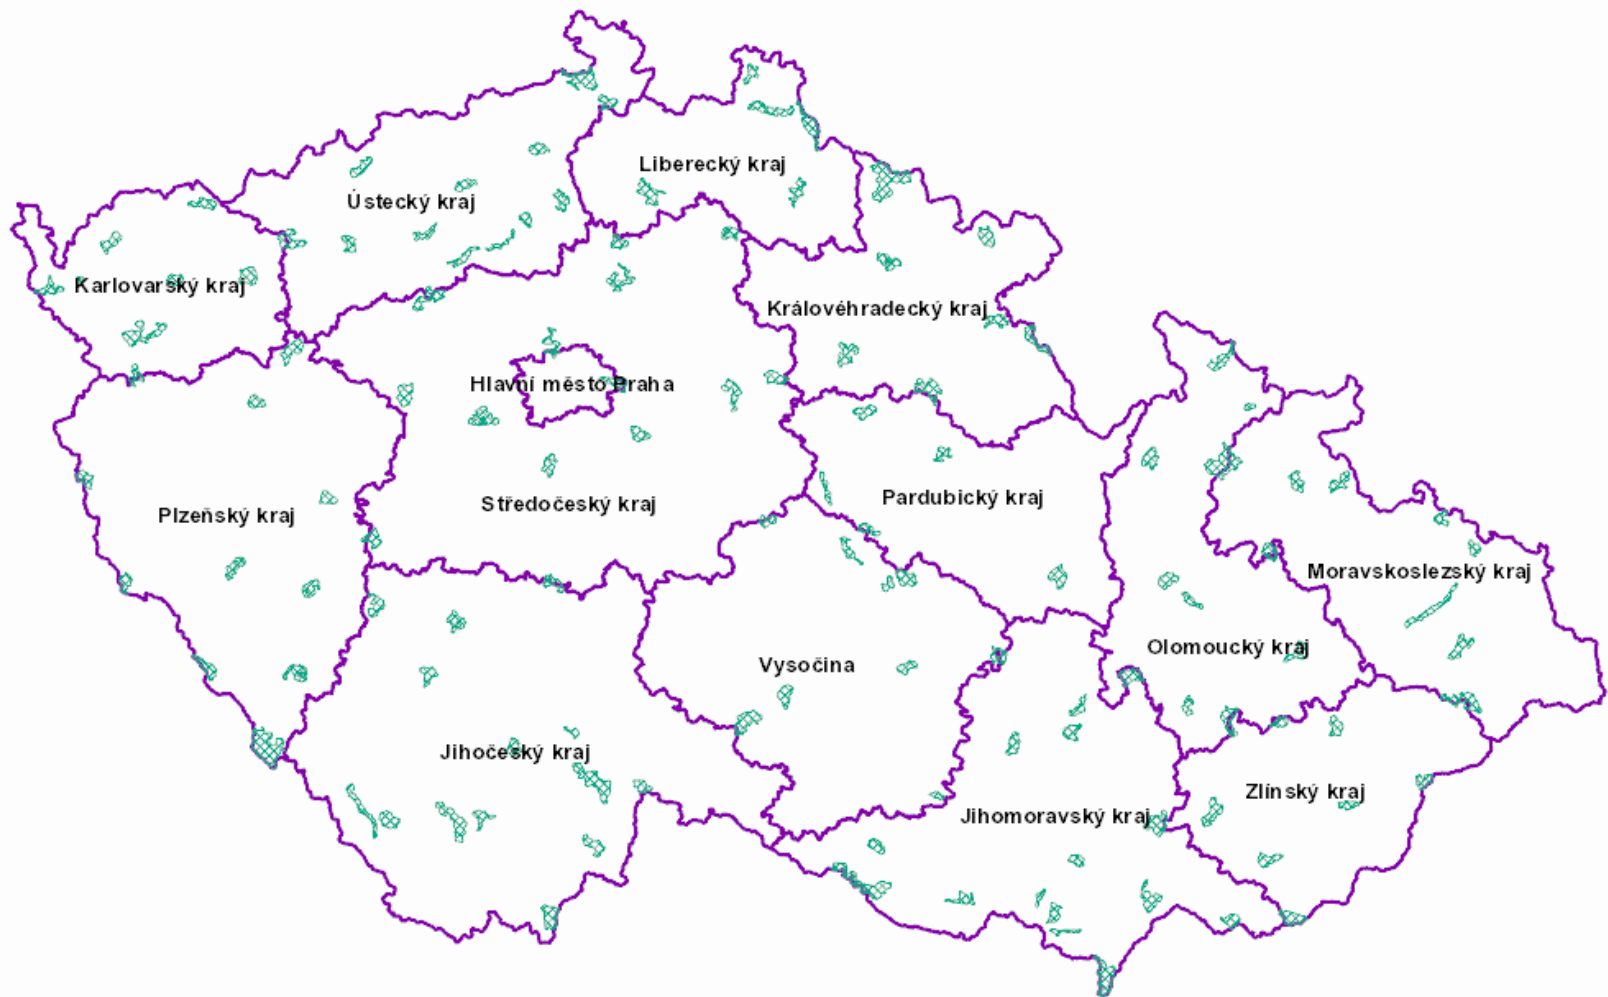 Liberecký kraj
Ústecký kraj
Karlovarský kraj
Královéhradecký kraj
Hlavní město Praha
Středočeský kraj
Pardubický kraj
Plzeňský kraj
Moravskoslezský kraj
Olomoucký kraj
Vysočina
Jihočeský kraj
Zlínský kraj
Jihomoravský kraj